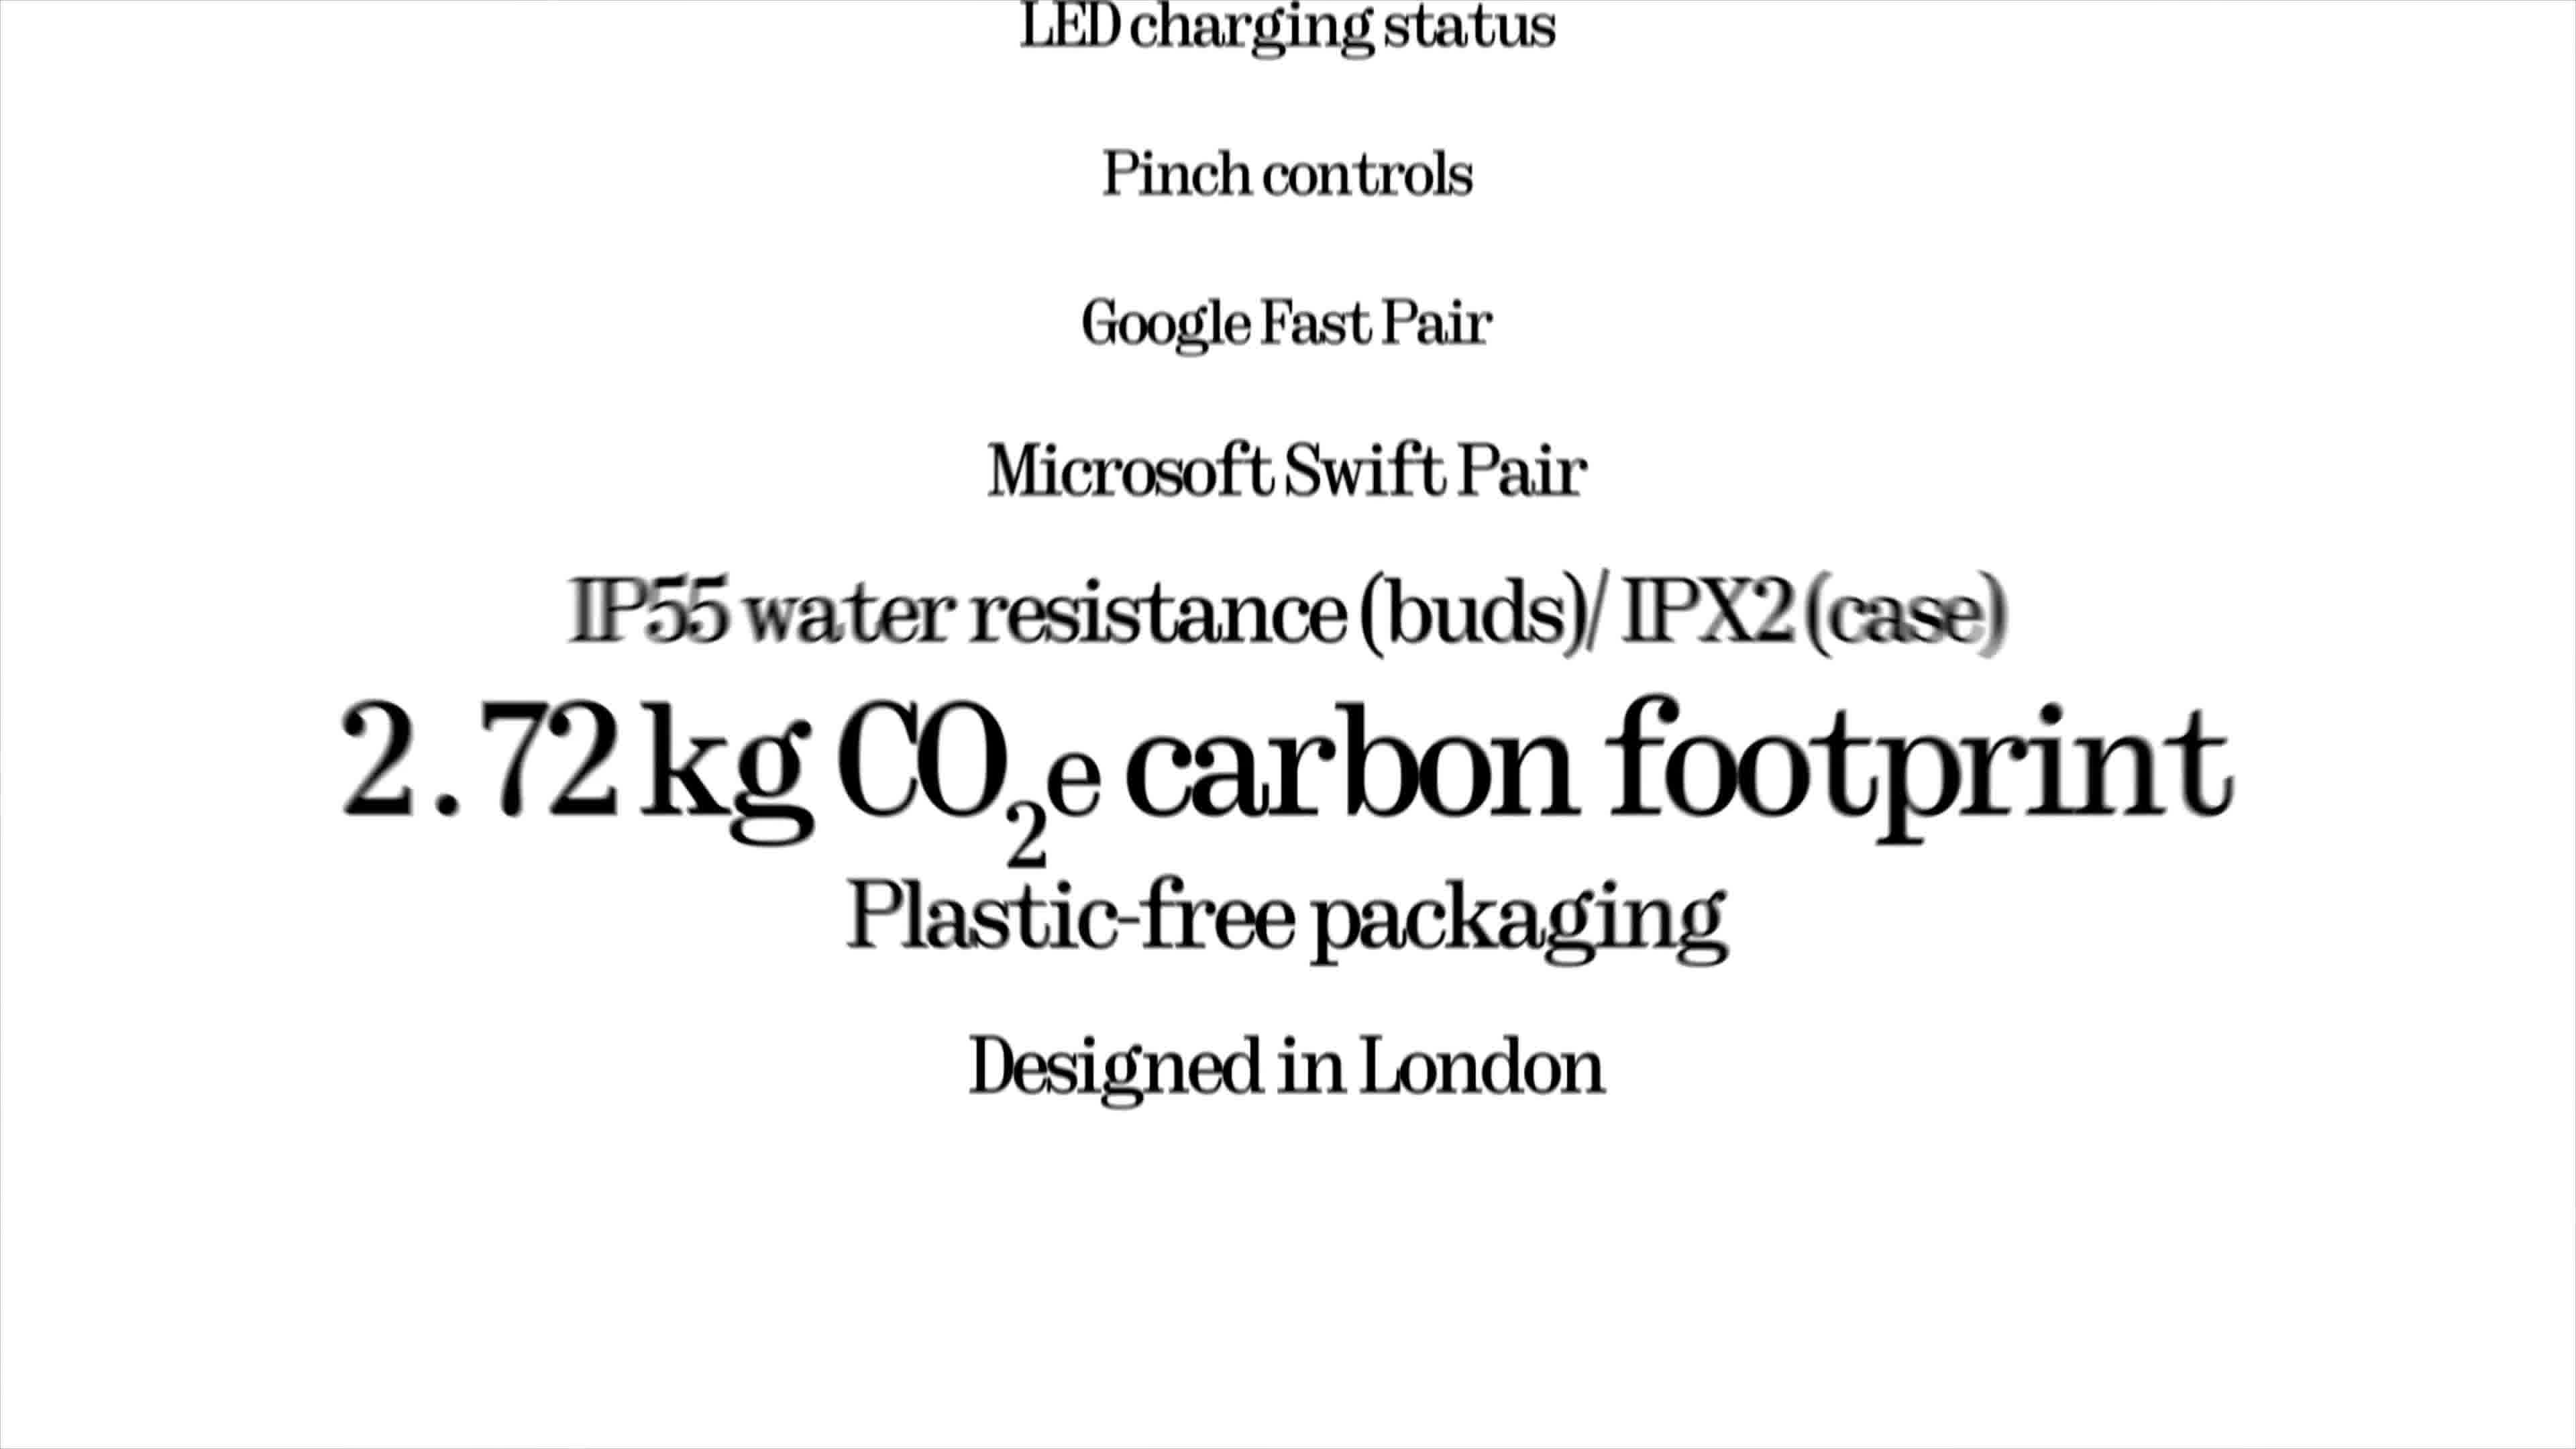 LED charging status
Pinch controls
Google Fast Pair
Microsoft Swift Pair
IP55 water resistance (buds)/ IPX2 (case)
2.72 kg CO₂e carbon footprint
Plastic-free packaging
Designed in London